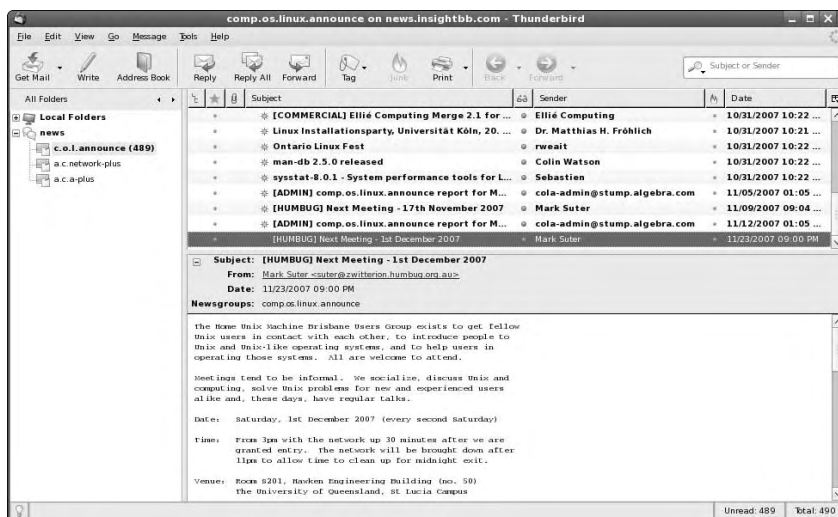 comp.os.linux.announce on news.insightbb.com - Thunderbird
File Edit View Go Message Tools Help
Get Mail Write Address Book Reply Reply All Forward Tag Junk Print Back Forward Subject or Sender
All Folders Subject Sender Date
Local Folders
news
c.o.l.announce (489)
a.c.network-plus
a.c.a-plus
[COMMERCIAL] Ellié Computing Merge 2.1 for ... Ellié Computing 10/31/2007 10:22 ...
Linux Installationsparty, Universität Köln, 20. ... Dr. Matthias H. Fröhlich 10/31/2007 10:21 ...
Ontario Linux Fest rweait 10/31/2007 10:22 ...
man-db 2.5.0 released Colin Watson 10/31/2007 10:22 ...
sysstat-8.0.1 - System performance tools for L... Sebastien 10/31/2007 10:22 ...
[ADMIN] comp.os.linux.announce report for M... cola-admin@stump.algebra.com 11/05/2007 01:05 ...
[HUMBUG] Next Meeting - 17th November 2007 Mark Suter 11/09/2007 09:04 ...
[ADMIN] comp.os.linux.announce report for M... cola-admin@stump.algebra.com 11/12/2007 01:05 ...
[HUMBUG] Next Meeting - 1st December 2007 Mark Suter 11/23/2007 09:00 PM
Subject: [HUMBUG] Next Meeting - 1st December 2007
From: Mark Suter <suter@zwitterion.humbug.org.au>
Date: 11/23/2007 09:00 PM
Newsgroups: comp.os.linux.announce
The Home Unix Machine Brisbane Users Group exists to get fellow
Unix users in contact with each other, to introduce people to
Unix and Unix-like operating systems, and to help users in
operating those systems. All are welcome to attend.
Meetings tend to be informal. We socialize, discuss Unix and
computing, solve Unix problems for new and experienced users
alike and, these days, have regular talks.
Date: Saturday, 1st December 2007 (every second Saturday)
Time: From 3pm with the network up 30 minutes after we are
granted entry. The network will be brought down after
11pm to allow time to clean up for midnight exit.
Venue: Room S201, Hawken Engineering Building (no. 50)
The University of Queensland, St Lucia Campus
Unread: 489 Total: 490